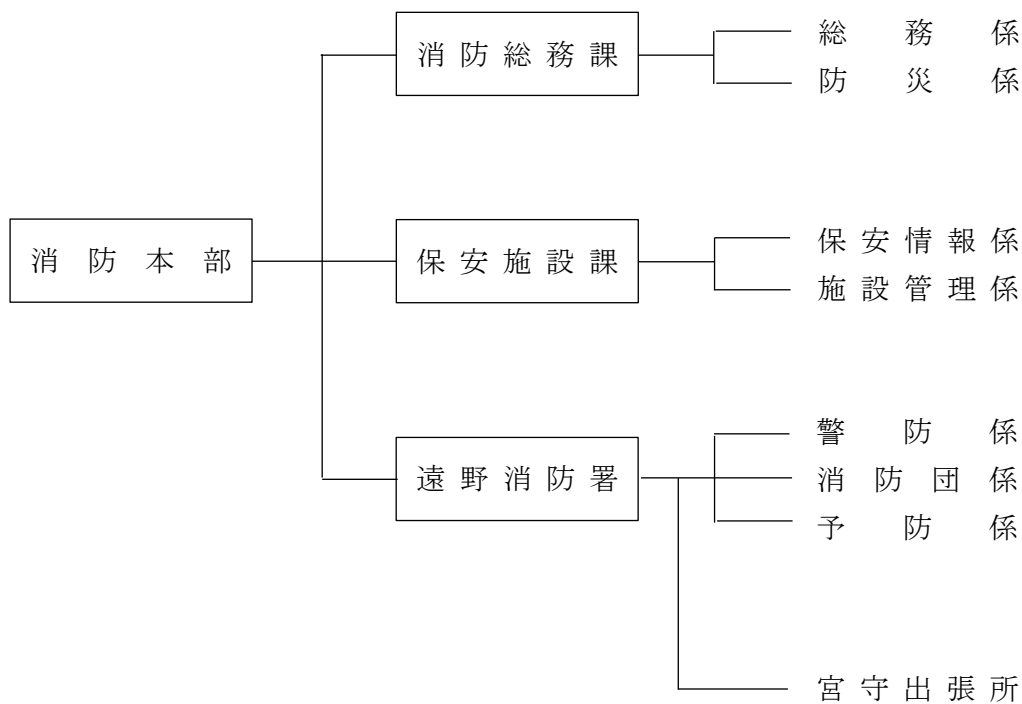 消防本部
消防総務課
総務係
防災係
保安施設課
保安情報係
施設管理係
遠野消防署
警防係
消防団係
予防係
宮守出張所